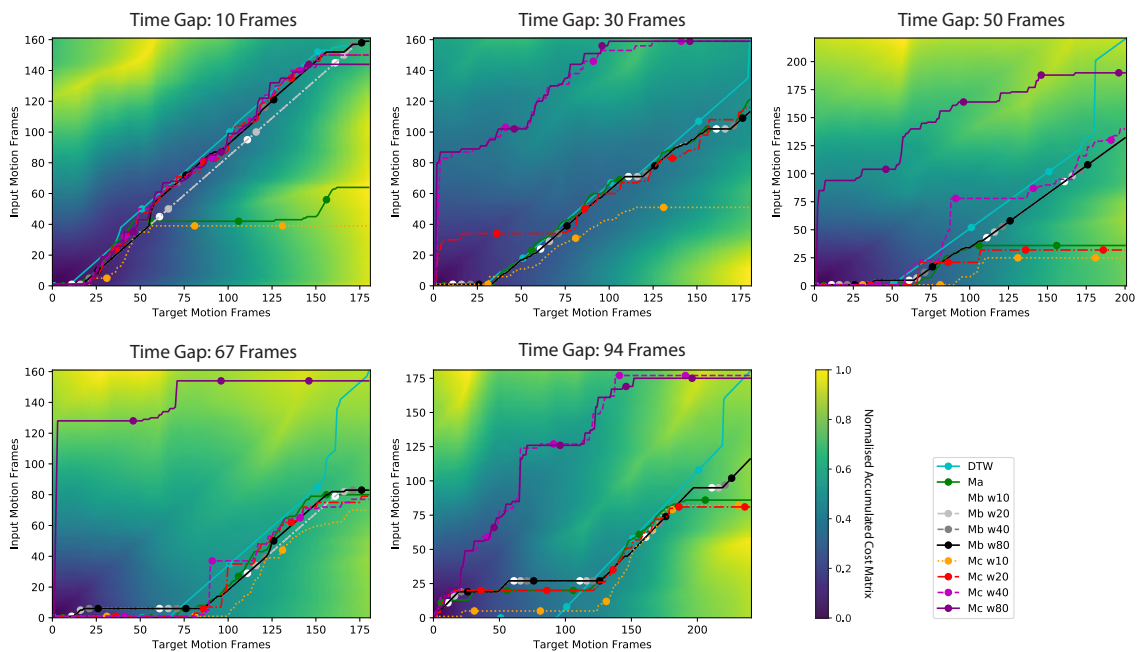 Time Gap: 10 Frames
Time Gap: 30 Frames
Time Gap: 50 Frames
160
140
120
100
80
60
40
20
0
Input Motion Frames
0 25 50 75 100 125 150 175
Target Motion Frames
160
140
120
100
80
60
40
20
0
Input Motion Frames
0 25 50 75 100 125 150 175
Target Motion Frames
200
175
150
125
100
75
50
25
0
Input Motion Frames
0 25 50 75 100 125 150 175 200
Target Motion Frames
Time Gap: 67 Frames
Time Gap: 94 Frames
160
140
120
100
80
60
40
20
0
Input Motion Frames
0 25 50 75 100 125 150 175
Target Motion Frames
175
150
125
100
75
50
25
0
Input Motion Frames
0 50 100 150 200
Target Motion Frames
1.0
0.8
0.6
0.4
0.2
0.0
Normalised Accumulated Cost Matrix
DTW
Ma
Mb w10
Mb w20
Mb w40
Mb w80
Mc w10
Mc w20
Mc w40
Mc w80